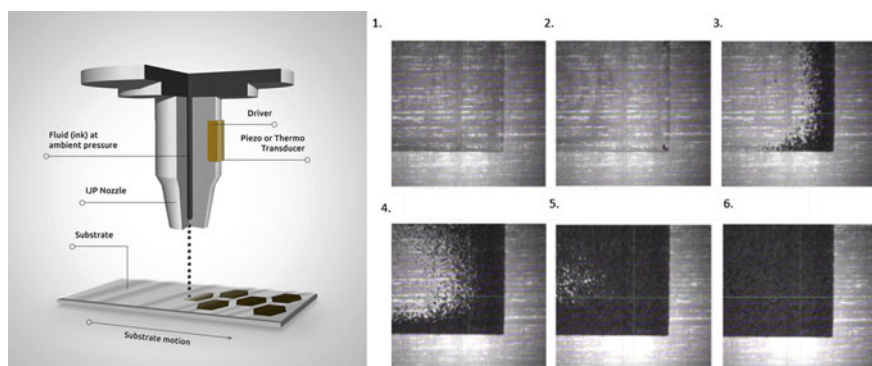 Driver
Fluid (ink) at
ambient pressure
Piezo or Thermo
Transducer
IJP Nozzle
Substrate
Substrate motion
1.
2.
3.
4.
5.
6.